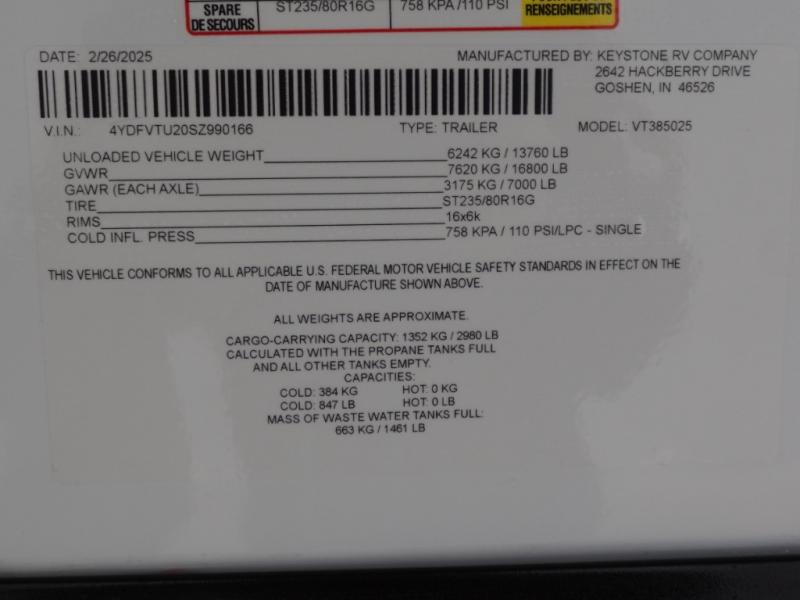 SPARE
DE SECOURS
ST235/80R16G
758 KPA /110 PSI
RENSEIGNEMENTS
DATE: 2/26/2025
MANUFACTURED BY: KEYSTONE RV COMPANY
2642 HACKBERRY DRIVE
GOSHEN, IN 46526
V.I.N.: 4YDFVTU20SZ990166 TYPE: TRAILER MODEL: VT385025
UNLOADED VEHICLE WEIGHT 6242 KG / 13760 LB
GVWR 7620 KG / 16800 LB
GAWR (EACH AXLE) 3175 KG / 7000 LB
TIRE ST235/80R16G
RIMS 16x6k
COLD INFL. PRESS 758 KPA / 110 PSI/LPC - SINGLE
THIS VEHICLE CONFORMS TO ALL APPLICABLE U.S. FEDERAL MOTOR VEHICLE SAFETY STANDARDS IN EFFECT ON THE
DATE OF MANUFACTURE SHOWN ABOVE.
ALL WEIGHTS ARE APPROXIMATE.
CARGO-CARRYING CAPACITY: 1352 KG / 2980 LB
CALCULATED WITH THE PROPANE TANKS FULL
AND ALL OTHER TANKS EMPTY.
CAPACITIES:
COLD: 384 KG HOT: 0 KG
COLD: 847 LB HOT: 0 LB
MASS OF WASTE WATER TANKS FULL:
663 KG / 1461 LB